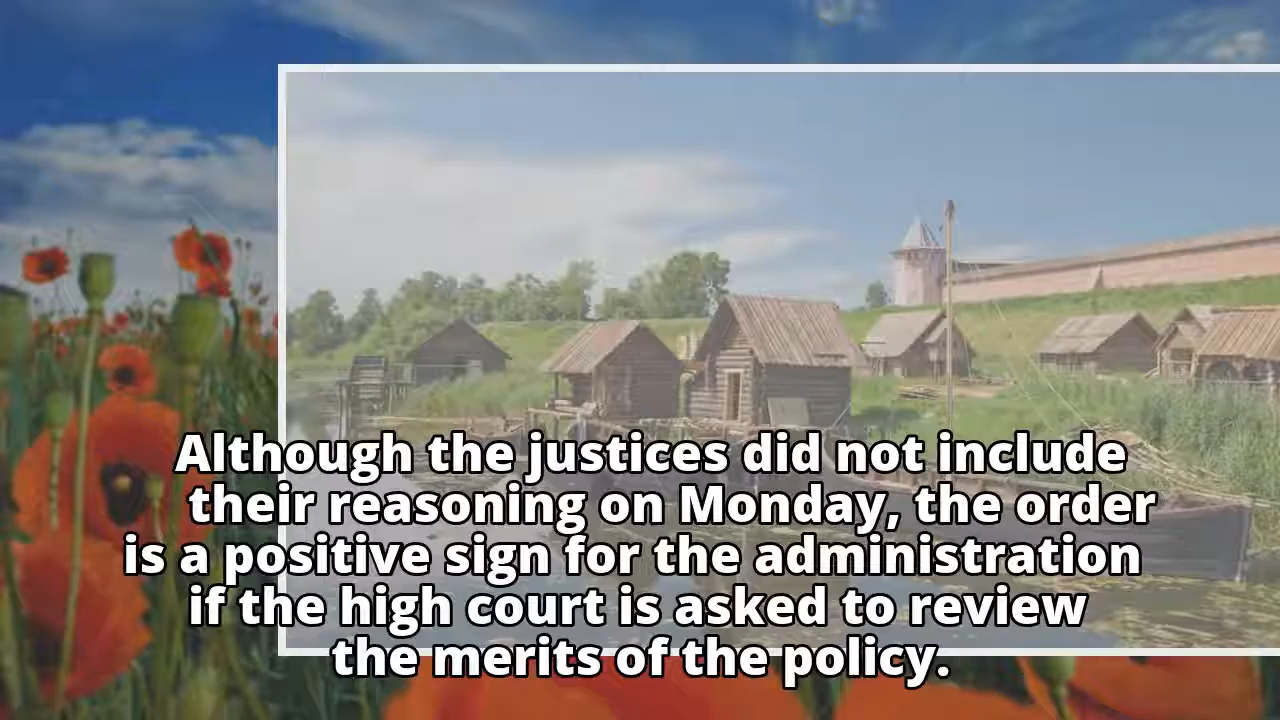 Although the justices did not include
their reasoning on Monday, the order
is a positive sign for the administration
if the high court is asked to review
the merits of the policy.